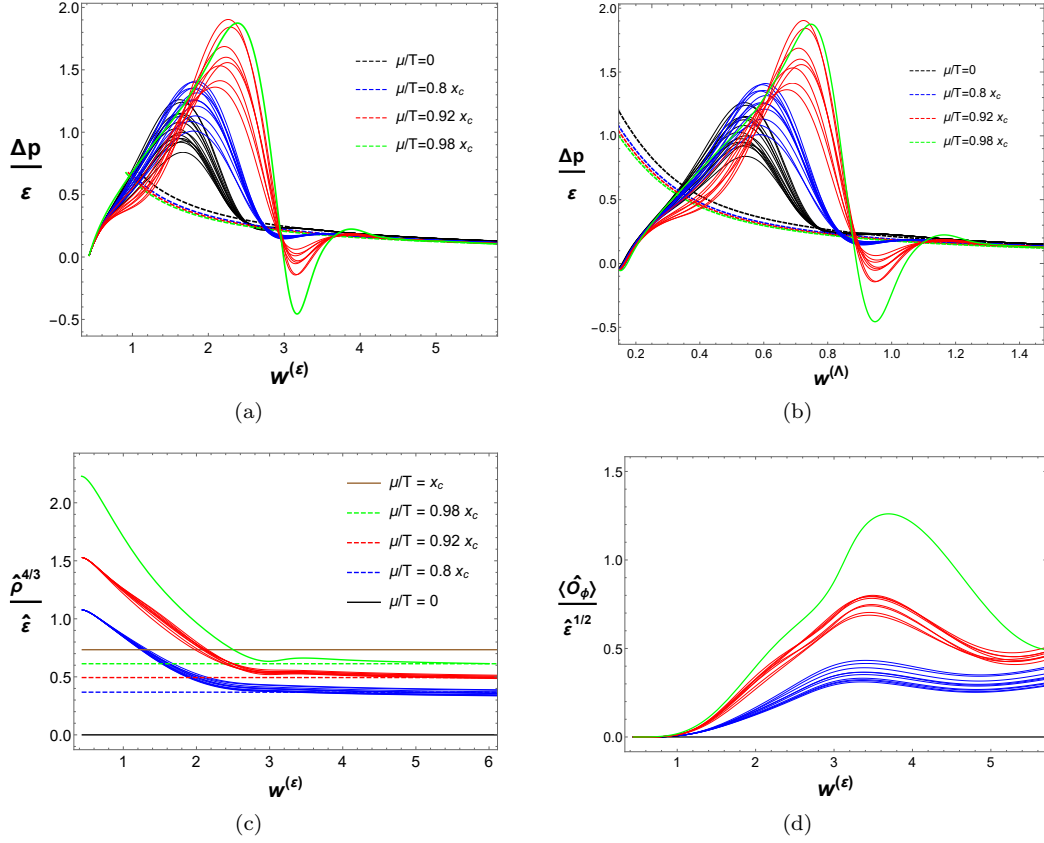 2.0
1.5
1.0
0.5
0.0
−0.5
Δp
ε
μ/T=0
μ/T=0.8 x_c
μ/T=0.92 x_c
μ/T=0.98 x_c
1 2 3 4 5
w^(ε)
(a)
2.0
1.5
1.0
0.5
0.0
−0.5
Δp
ε
μ/T=0
μ/T=0.8 x_c
μ/T=0.92 x_c
μ/T=0.98 x_c
0.2 0.4 0.6 0.8 1.0 1.2 1.4
w^(Λ)
(b)
2.0
1.5
1.0
0.5
0.0
ρ̂^4/3
ε̂
μ/T = x_c
μ/T = 0.98 x_c
μ/T = 0.92 x_c
μ/T = 0.8 x_c
μ/T = 0
1 2 3 4 5 6
w^(ε)
(c)
1.5
1.0
0.5
0.0
⟨Ô_ϕ⟩
ε̂^1/2
1 2 3 4 5
w^(ε)
(d)